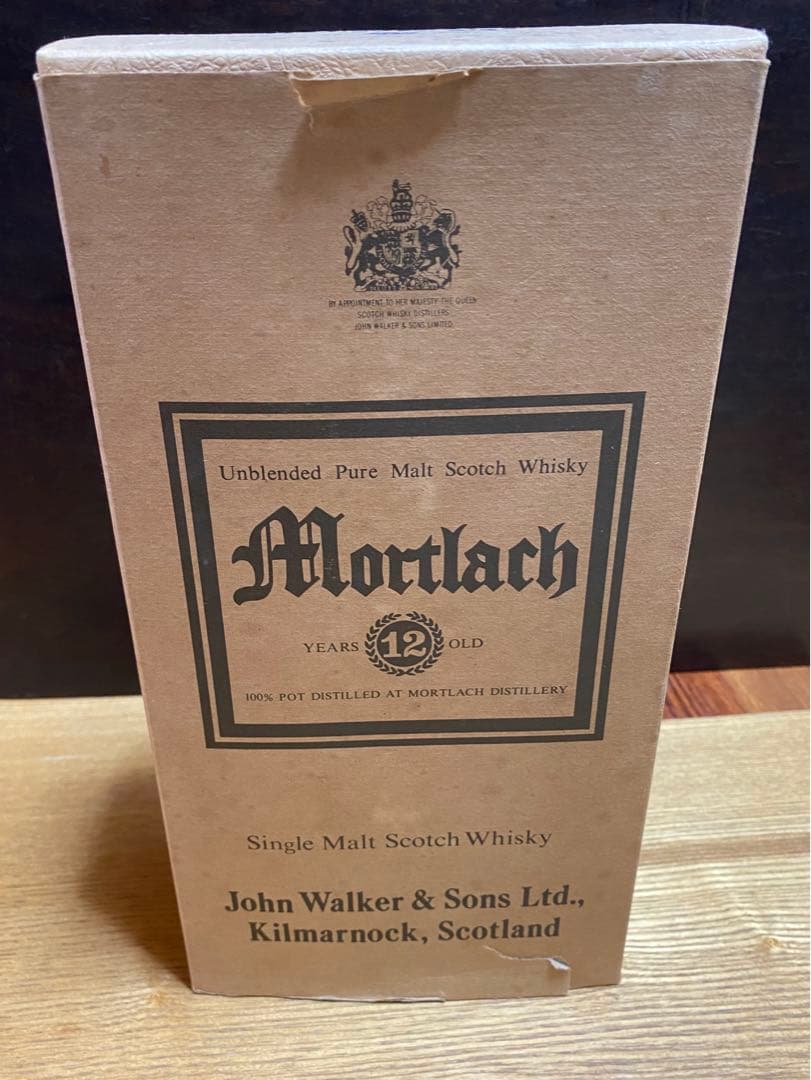 BY APPOINTMENT TO HER MAJESTY THE QUEEN
SCOTCH WHISKY DISTILLERS
JOHN WALKER & SONS LIMITED
Unblended Pure Malt Scotch Whisky
Mortlach
YEARS 12 OLD
100% POT DISTILLED AT MORTLACH DISTILLERY
Single Malt Scotch Whisky
John Walker & Sons Ltd.,
Kilmarnock, Scotland